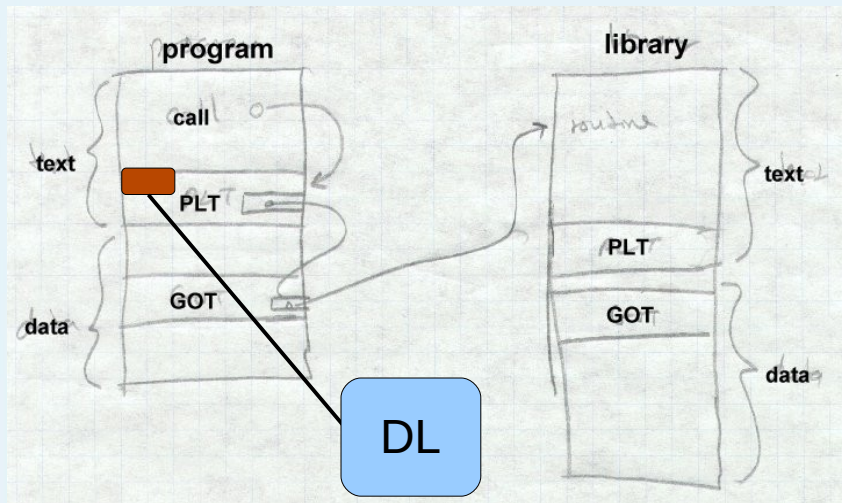 program
call
text
PLT
GOT
data
library
routine
text
PLT
GOT
data
DL